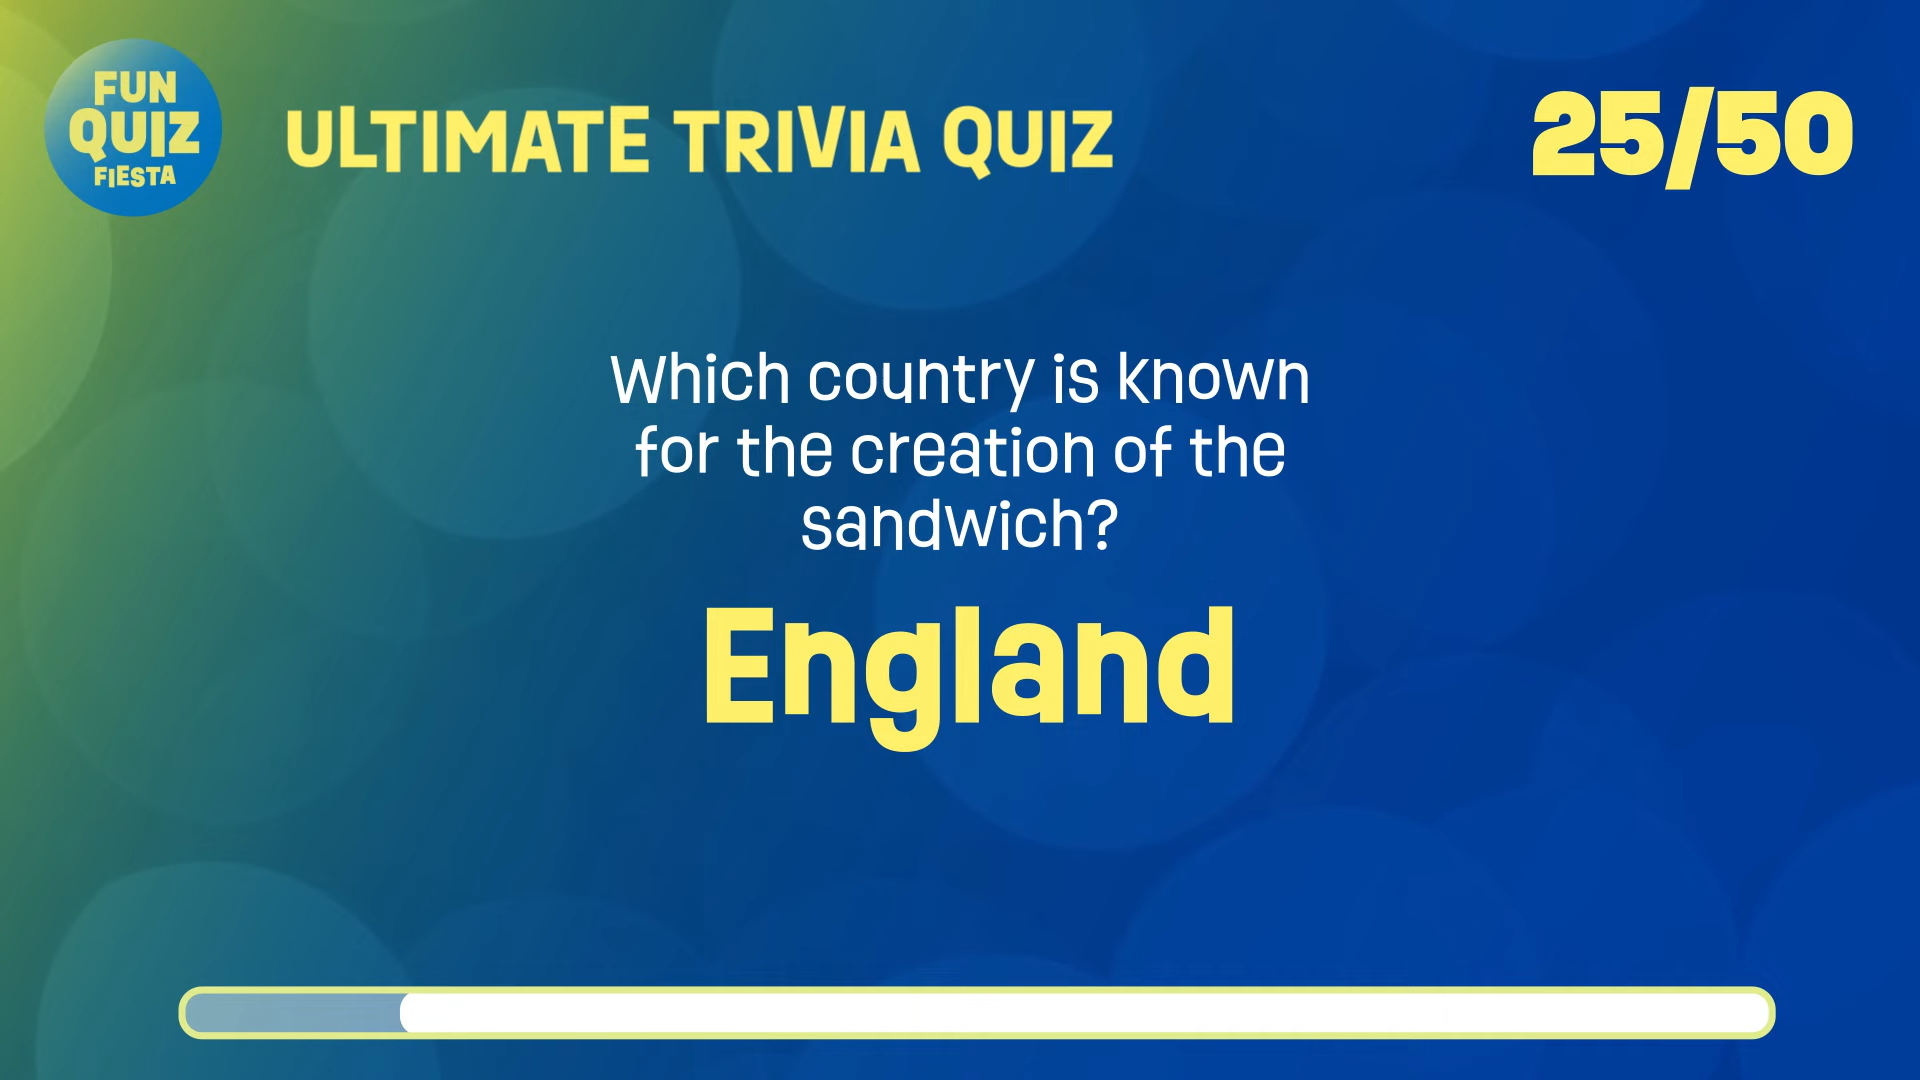 FUN
QUIZ
FIESTA
ULTIMATE TRIVIA QUIZ
25/50
Which country is known
for the creation of the
sandwich?
England